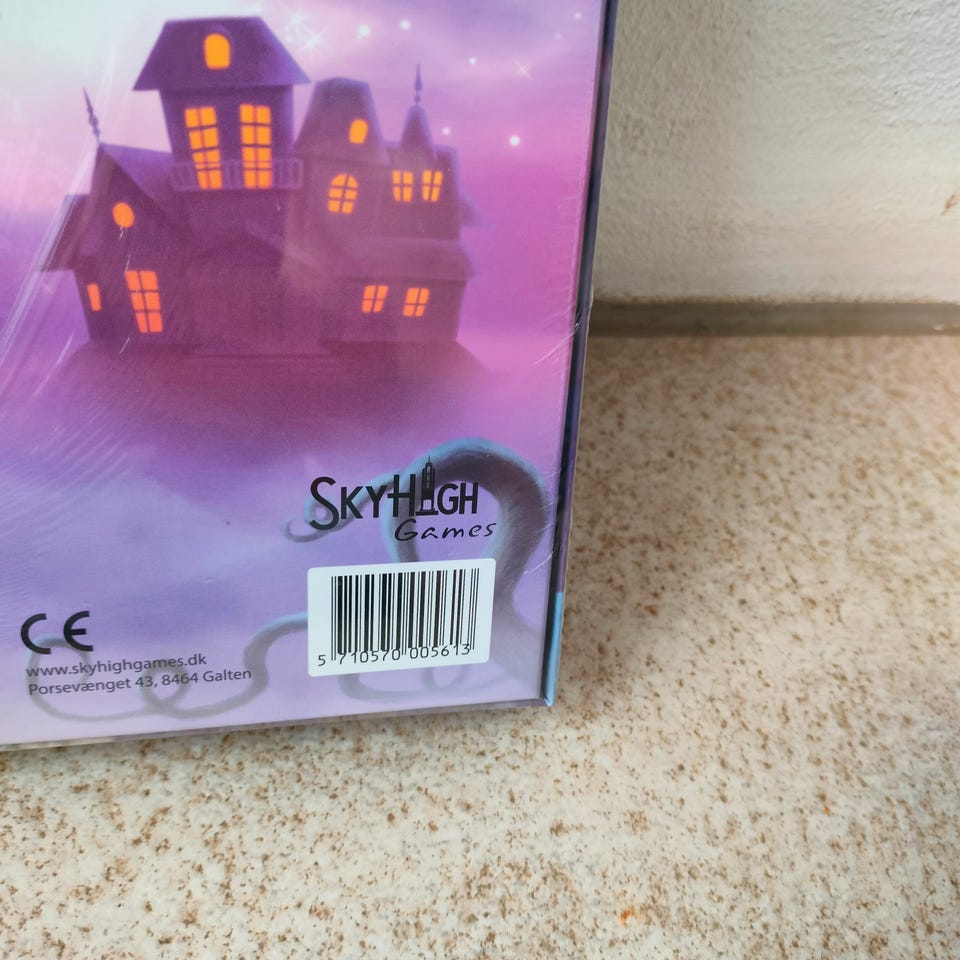 SKYHIGH
Games
CE
www.skyhighgames.dk
Porsevænget 43, 8464 Galten
5 710570 005613